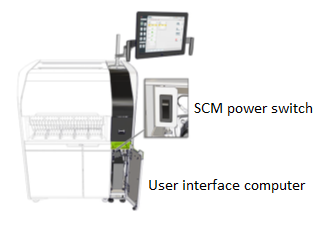 SCM power switch
User interface computer